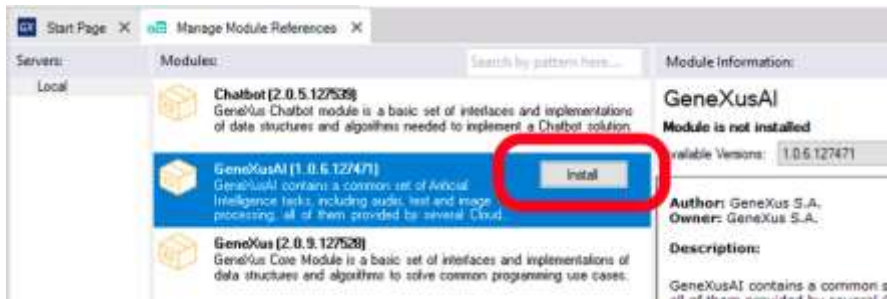 GX Start Page X Manage Module References X
Servers:
Local
Modules:
Search by pattern here...
Chatbot (2.0.5.127539)
GeneXus Chatbot module is a basic set of interfaces and implementations
of data structures and algorithms needed to implement a Chatbot solution.
GeneXusAI (1.0.6.127471)
Install
GeneXusAI contains a common set of Artificial
Intelligence tasks, including audio, text and image
processing, all of them provided by several Cloud
GeneXus (2.0.9.127528)
GeneXus Core Module is a basic set of interfaces and implementations of
data structures and algorithms to solve common programming use cases.
Module Information:
GeneXusAI
Module is not installed
vailable Versions: 1.0.6.127471
Author: GeneXus S.A.
Owner: GeneXus S.A.
Description:
GeneXusAI contains a common s
all of them provided by several